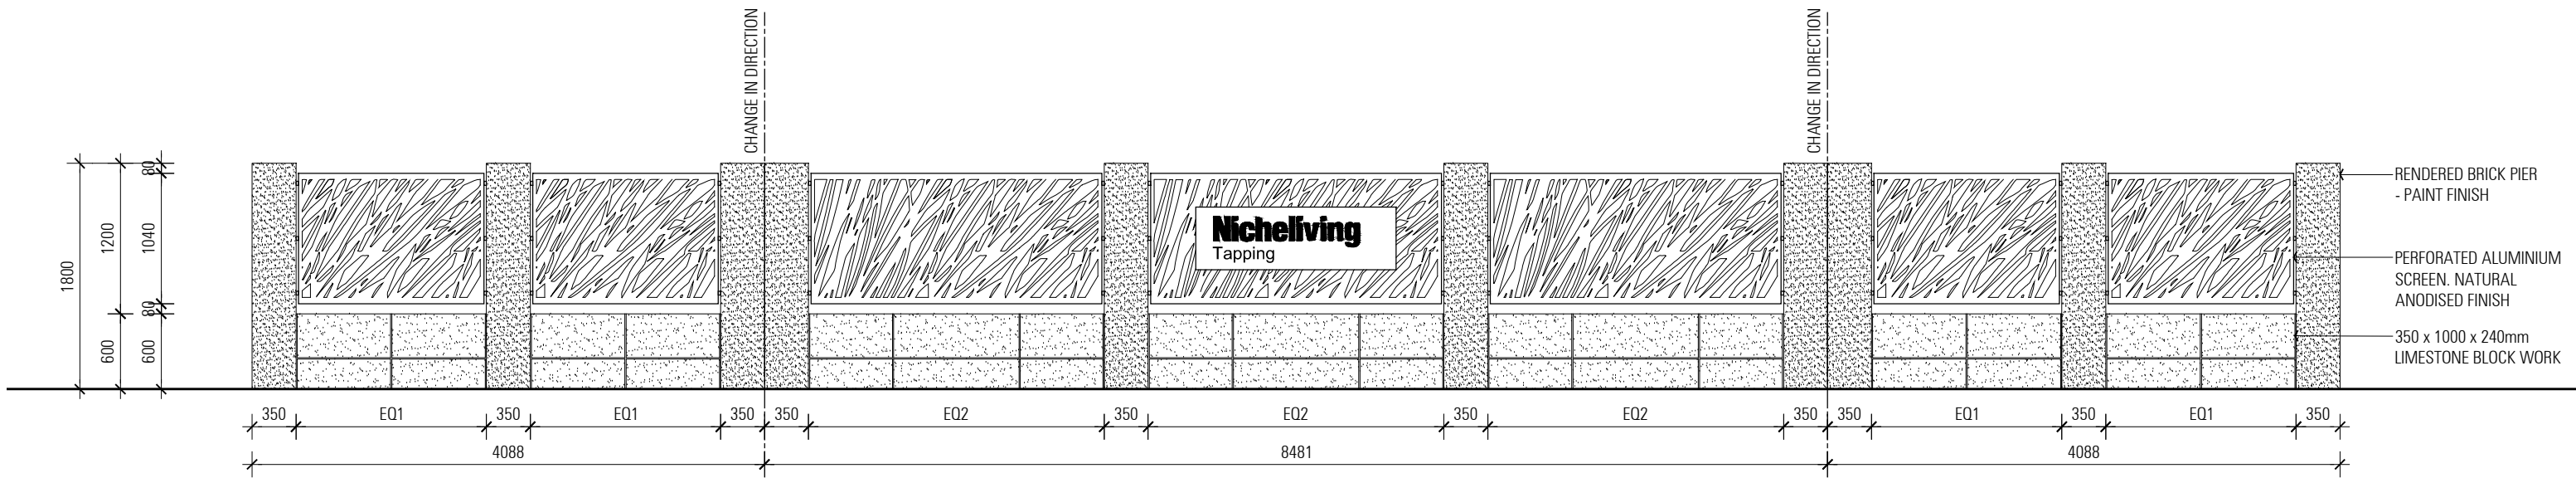 CHANGE IN DIRECTION
CHANGE IN DIRECTION
1800
1200
600
80
1040
80
600
Nicheliving
Tapping
RENDERED BRICK PIER
- PAINT FINISH
PERFORATED ALUMINIUM
SCREEN. NATURAL
ANODISED FINISH
350 x 1000 x 240mm
LIMESTONE BLOCK WORK
350 EQ1 350 EQ1 350 350 EQ2 350 EQ2 350 EQ2 350 350 EQ1 350 EQ1 350
4088 8481 4088